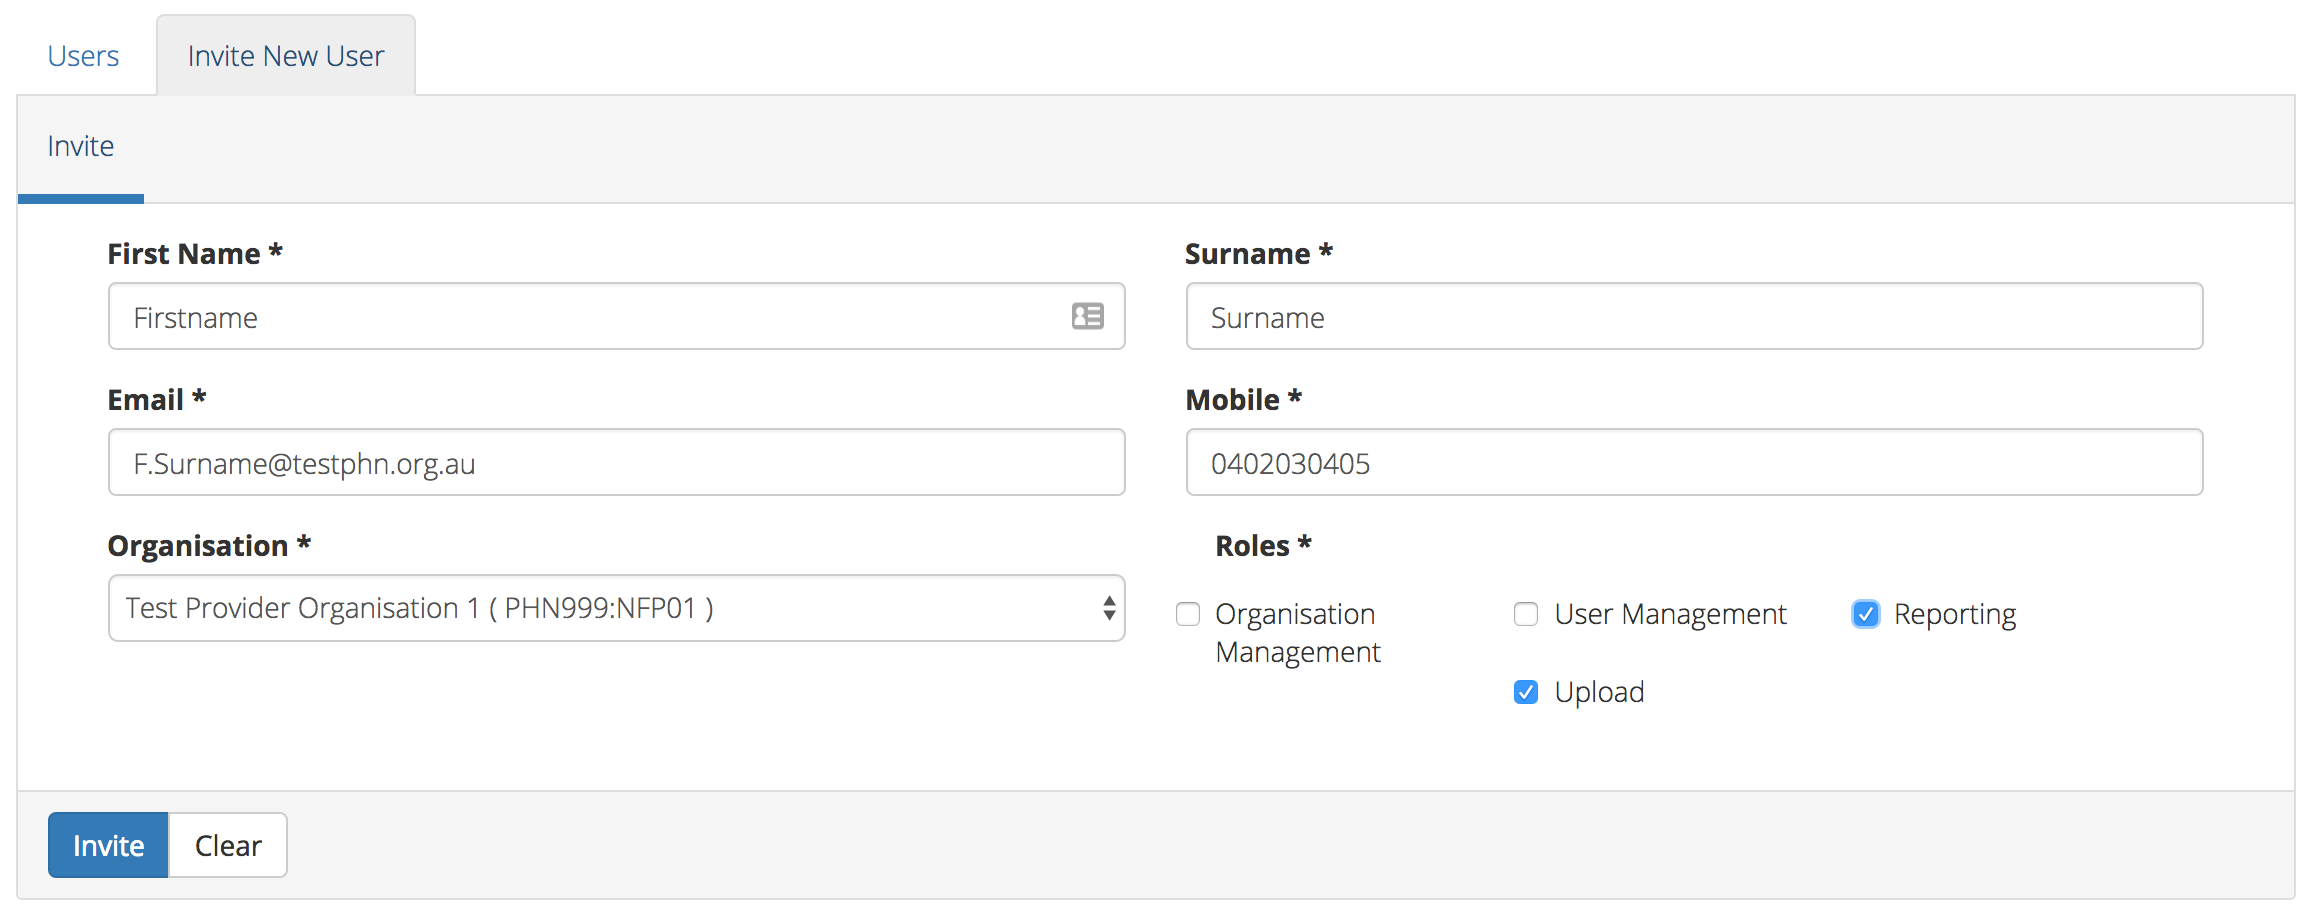 Users
Invite New User
Invite
First Name *
Surname *
Firstname
Surname
Email *
Mobile *
F.Surname@testphn.org.au
0402030405
Organisation *
Roles *
Test Provider Organisation 1 ( PHN999:NFP01 )
Organisation
Management
User Management
Reporting
Upload
Invite
Clear